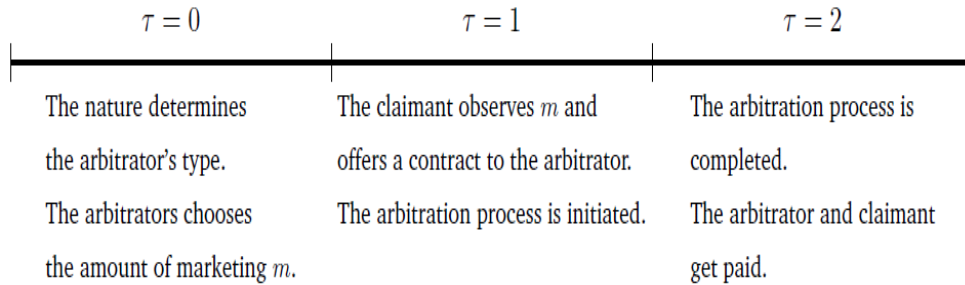 τ = 0
τ = 1
τ = 2
The nature determines
the arbitrator's type.
The arbitrators chooses
the amount of marketing m.
The claimant observes m and
offers a contract to the arbitrator.
The arbitration process is initiated.
The arbitration process is
completed.
The arbitrator and claimant
get paid.